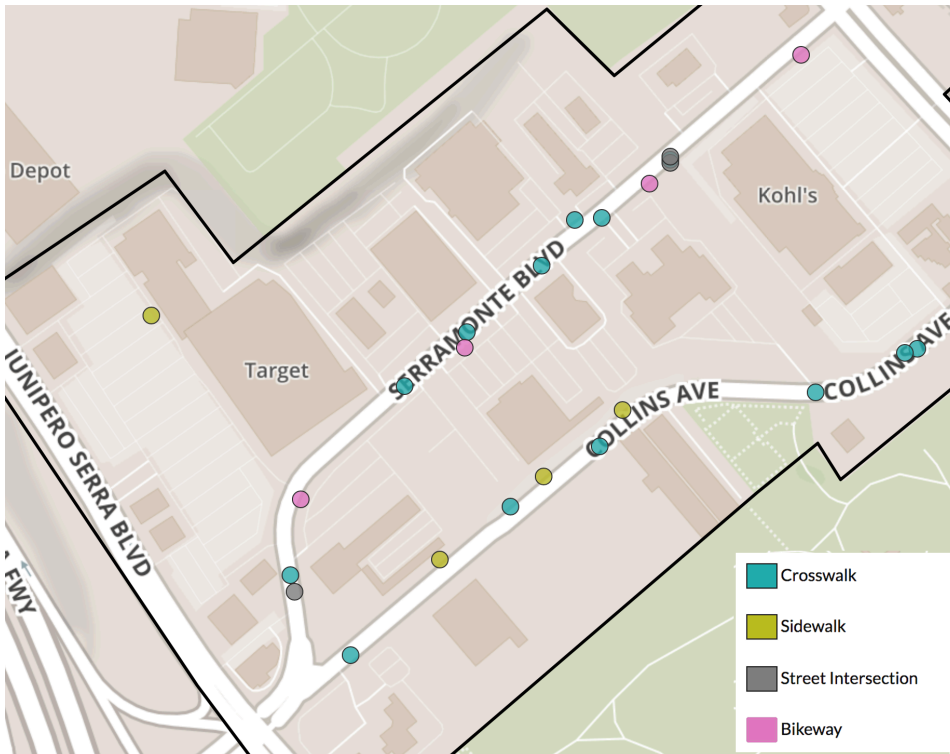 Depot
Kohl's
SERRAMONTE BLVD
Target
COLLINS AVE
COLLINS AVE
JUNIPERO SERRA BLVD
FWY
Crosswalk
Sidewalk
Street Intersection
Bikeway